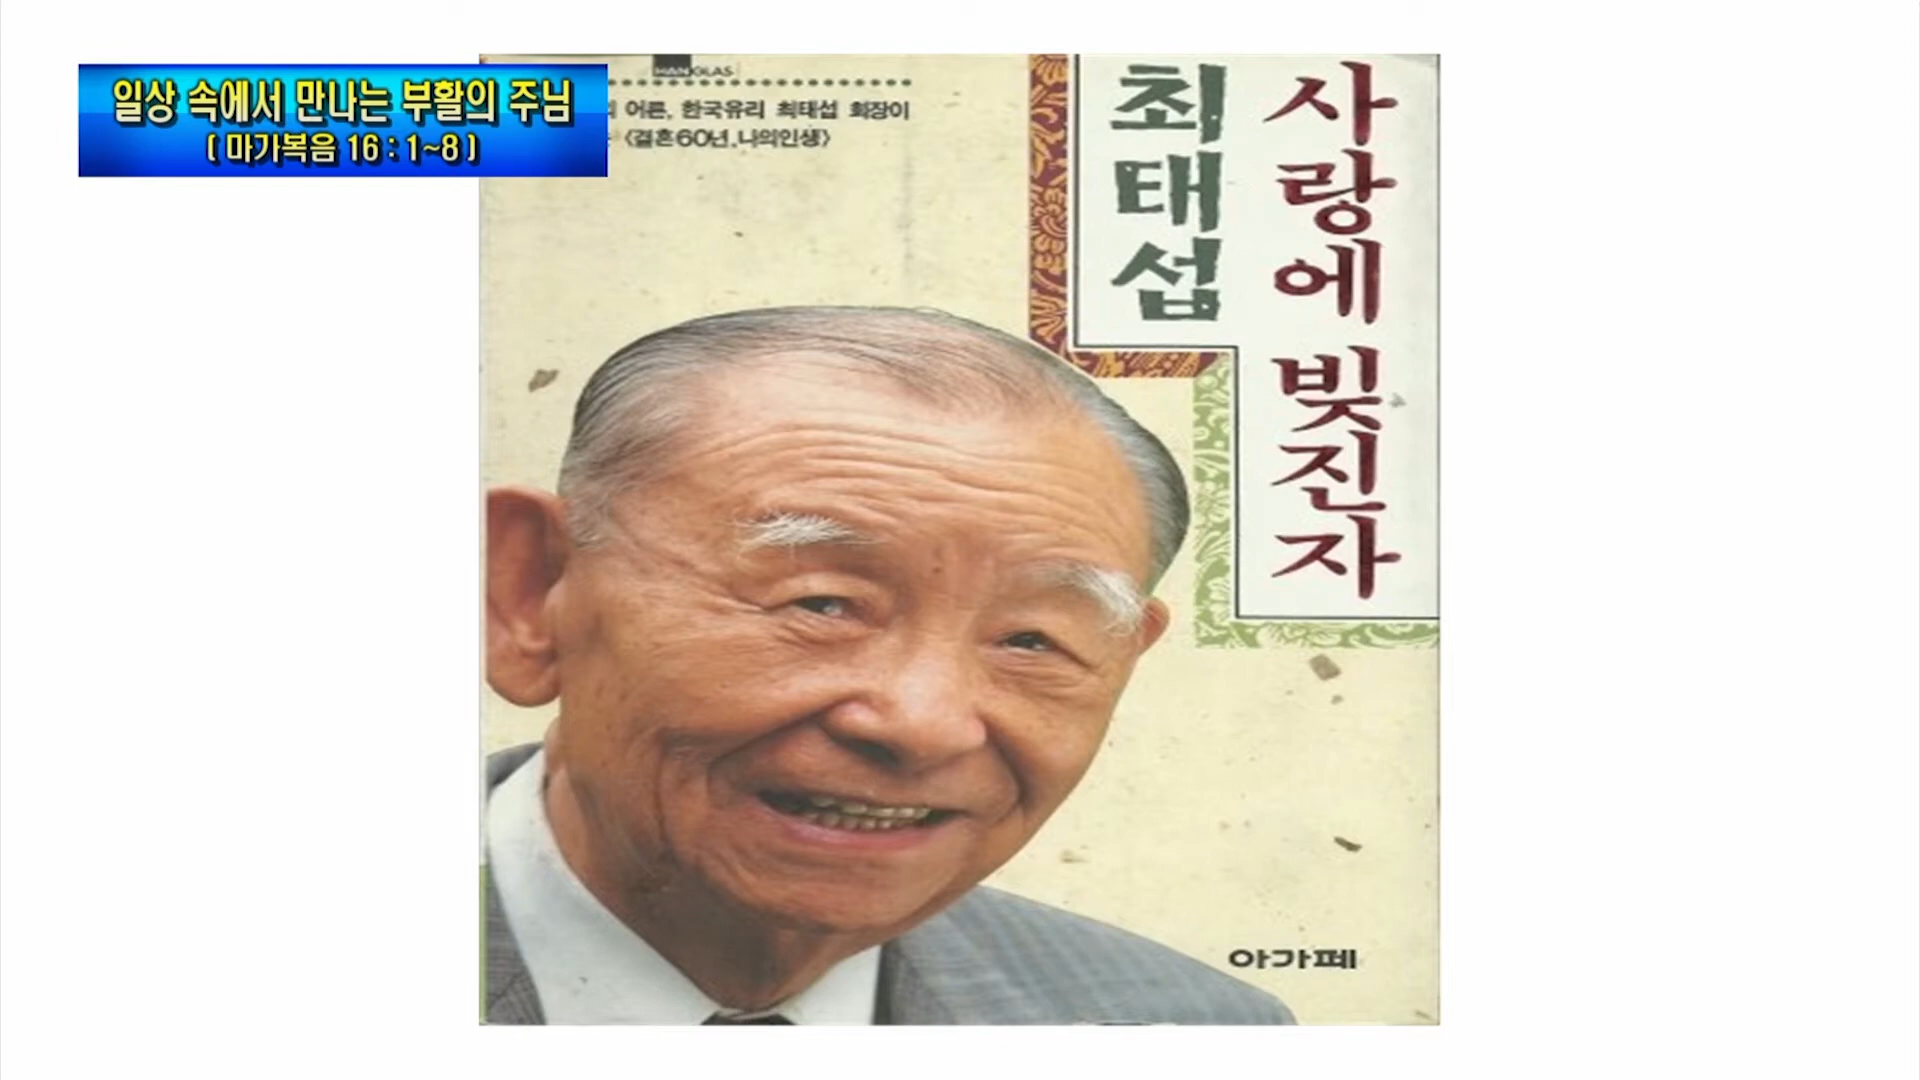 일상 속에서 만나는 부활의 주님
( 마가복음 16 : 1~8 )
HAN GLAS
어른, 한국유리 최태섭 회장이
<결혼60년.나의인생>
사랑에 빚진자
최태섭
아가페